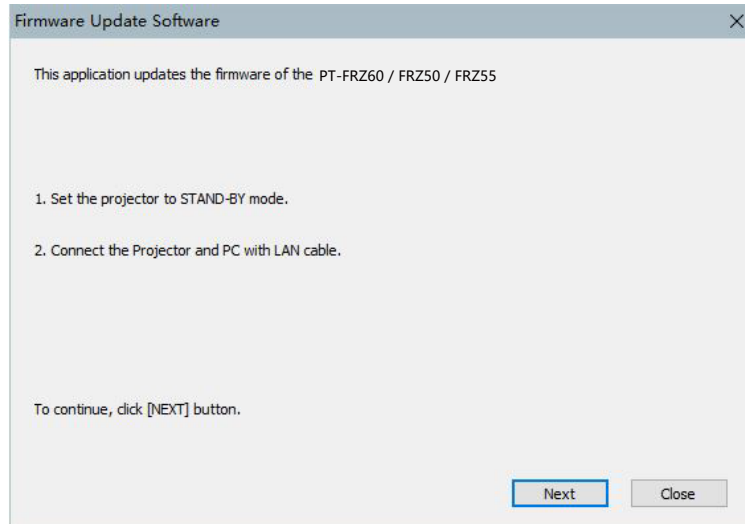 Firmware Update Software
This application updates the firmware of the PT-FRZ60 / FRZ50 / FRZ55
1. Set the projector to STAND-BY mode.
2. Connect the Projector and PC with LAN cable.
To continue, click [NEXT] button.
Next
Close